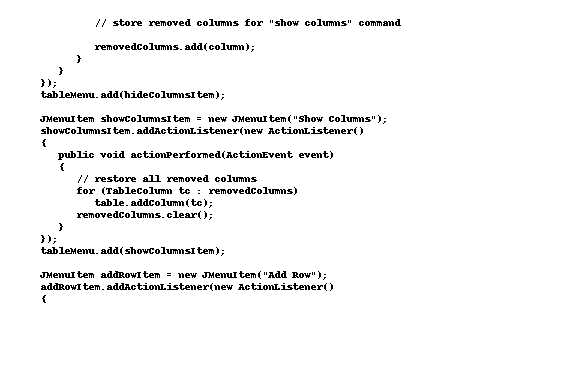 // store removed columns for "show columns" command
removedColumns.add(column);
}
}
});
tableMenu.add(hideColumnsItem);
JMenuItem showColumnsItem = new JMenuItem("Show Columns");
showColumnsItem.addActionListener(new ActionListener()
{
public void actionPerformed(ActionEvent event)
{
// restore all removed columns
for (TableColumn tc : removedColumns)
table.addColumn(tc);
removedColumns.clear();
}
});
tableMenu.add(showColumnsItem);
JMenuItem addRowItem = new JMenuItem("Add Row");
addRowItem.addActionListener(new ActionListener()
{